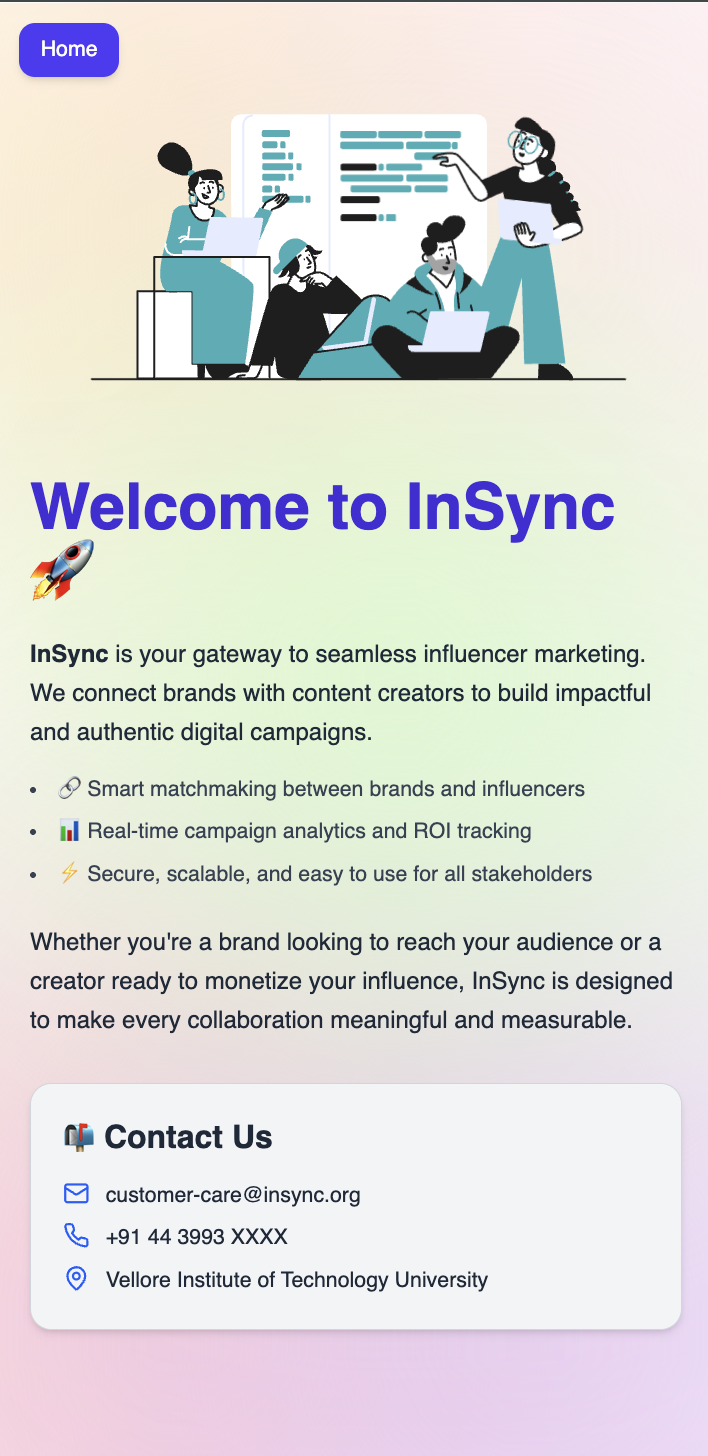 Home
Welcome to InSync
🚀
InSync is your gateway to seamless influencer marketing.
We connect brands with content creators to build impactful
and authentic digital campaigns.
• 🔗 Smart matchmaking between brands and influencers
• 📊 Real-time campaign analytics and ROI tracking
• ⚡ Secure, scalable, and easy to use for all stakeholders
Whether you're a brand looking to reach your audience or a
creator ready to monetize your influence, InSync is designed
to make every collaboration meaningful and measurable.
📬 Contact Us
customer-care@insync.org
+91 44 3993 XXXX
Vellore Institute of Technology University